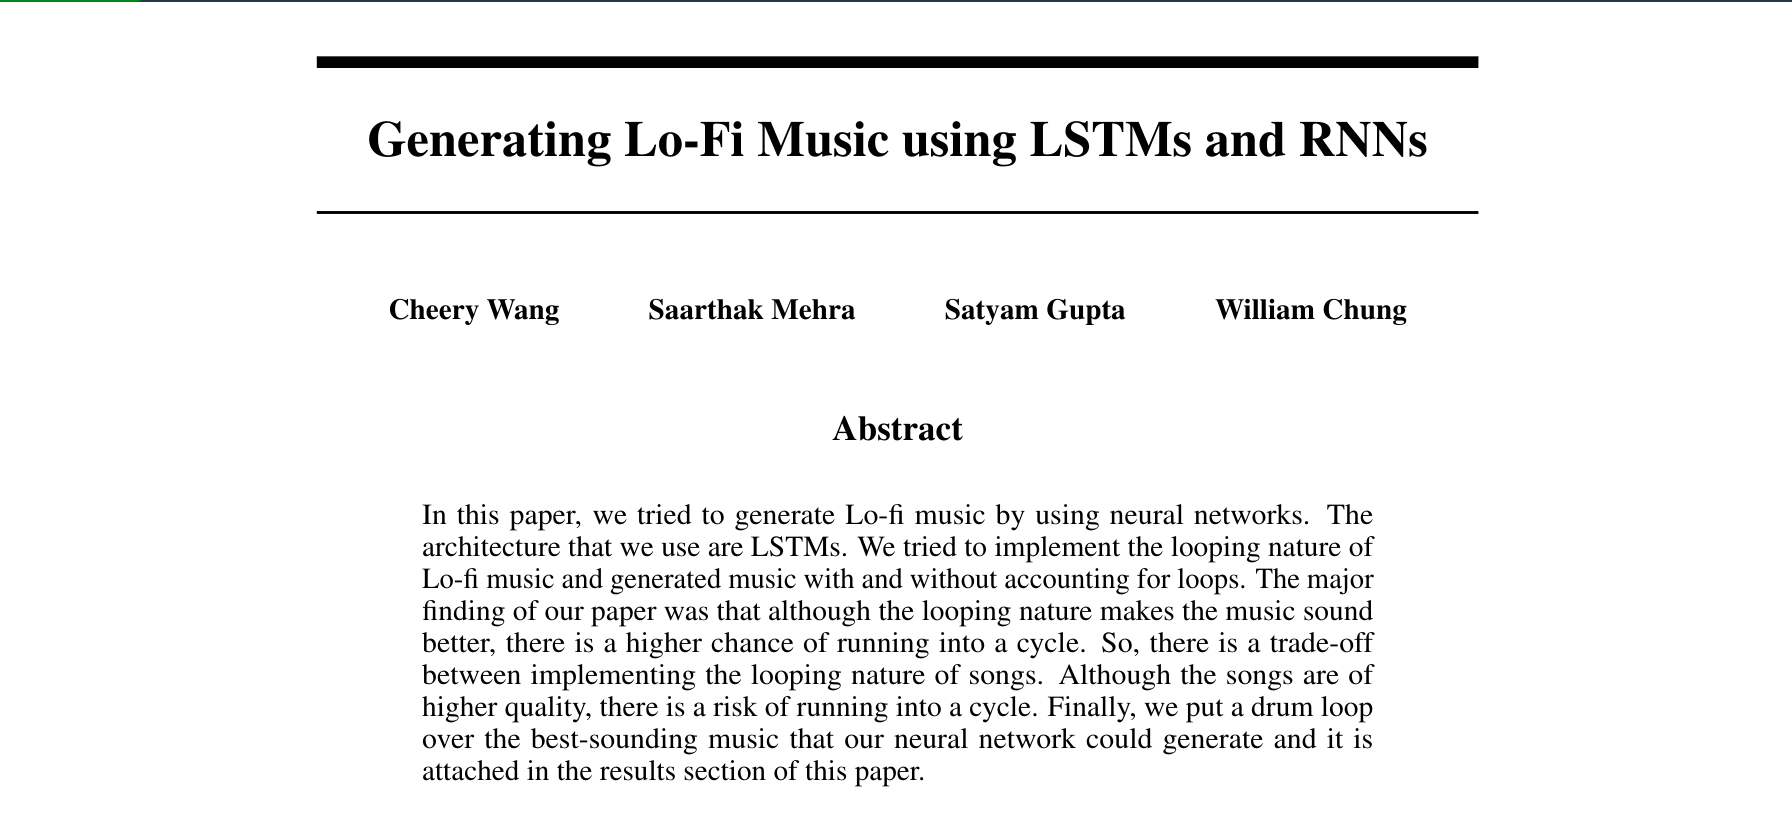 Generating Lo-Fi Music using LSTMs and RNNs
Cheery Wang Saarthak Mehra Satyam Gupta William Chung
Abstract
In this paper, we tried to generate Lo-fi music by using neural networks. The
architecture that we use are LSTMs. We tried to implement the looping nature of
Lo-fi music and generated music with and without accounting for loops. The major
finding of our paper was that although the looping nature makes the music sound
better, there is a higher chance of running into a cycle. So, there is a trade-off
between implementing the looping nature of songs. Although the songs are of
higher quality, there is a risk of running into a cycle. Finally, we put a drum loop
over the best-sounding music that our neural network could generate and it is
attached in the results section of this paper.